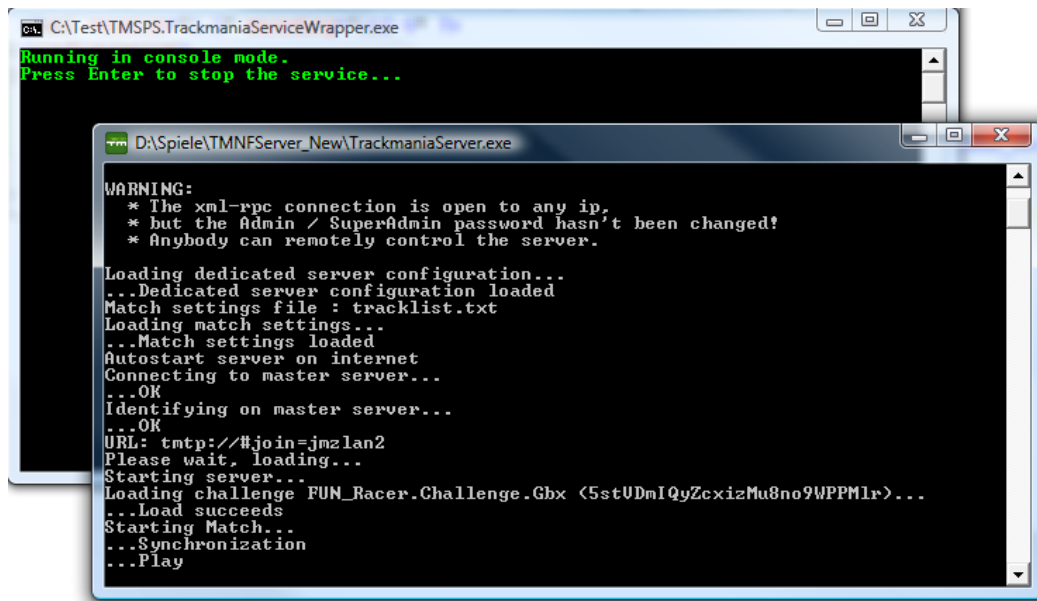 C:\Test\TMSPS.TrackmaniaServiceWrapper.exe
Running in console mode.
Press Enter to stop the service...
D:\Spiele\TMNFServer_New\TrackmaniaServer.exe
WARNING:
* The xml-rpc connection is open to any ip,
* but the Admin / SuperAdmin password hasn't been changed!
* Anybody can remotely control the server.
Loading dedicated server configuration...
...Dedicated server configuration loaded
Match settings file : tracklist.txt
Loading match settings...
...Match settings loaded
Autostart server on internet
Connecting to master server...
...OK
Identifying on master server...
...OK
URL: tmtp://#join=jmzlan2
Please wait, loading...
Starting server...
Loading challenge FUN_Racer.Challenge.Gbx (5stVDmIQyZcxizMu8no9WPPMlr)...
...Load succeeds
Starting Match...
...Synchronization
...Play